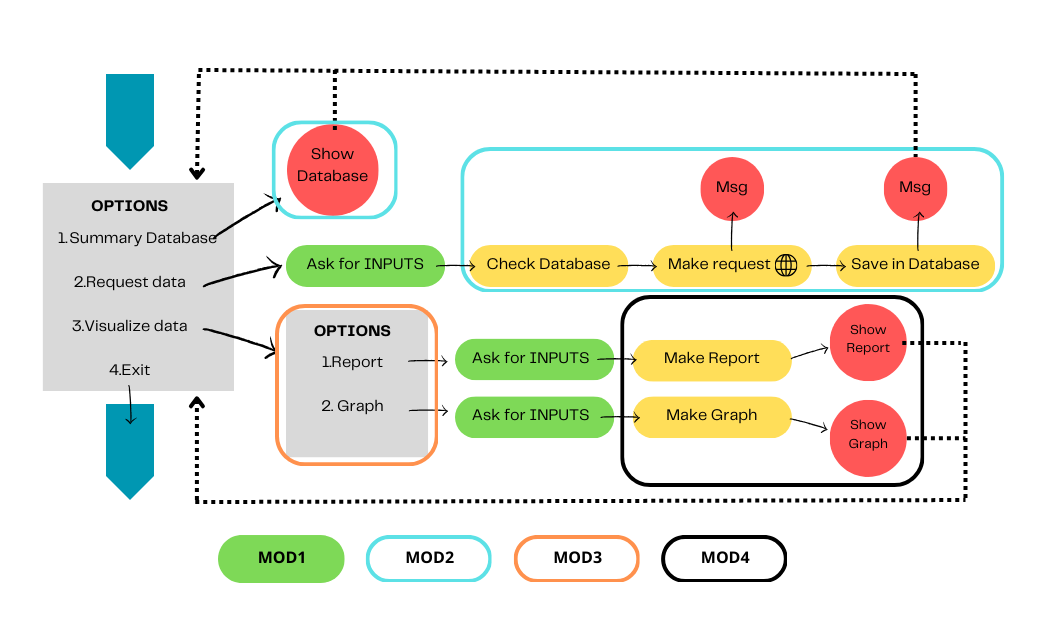 OPTIONS
1.Summary Database
2.Request data
3.Visualize data
4.Exit
Show
Database
Msg
Msg
Ask for INPUTS
Check Database
Make request
Save in Database
OPTIONS
1.Report
2. Graph
Ask for INPUTS
Make Report
Show
Report
Ask for INPUTS
Make Graph
Show
Graph
MOD1
MOD2
MOD3
MOD4